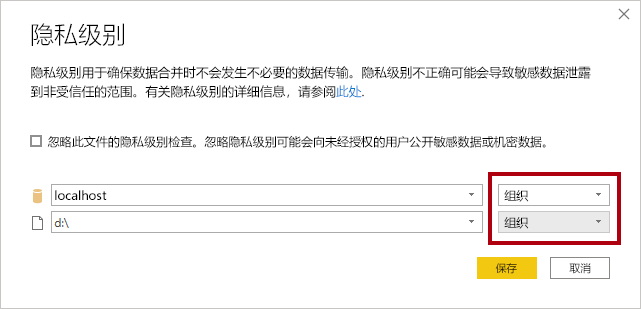 隐私级别
隐私级别用于确保数据合并时不会发生不必要的数据传输。隐私级别不正确可能会导致敏感数据泄露
到非受信任的范围。有关隐私级别的详细信息，请参阅此处.
忽略此文件的隐私级别检查。忽略隐私级别可能会向未经授权的用户公开敏感数据或机密数据。
localhost 组织
d:\ 组织
保存 取消